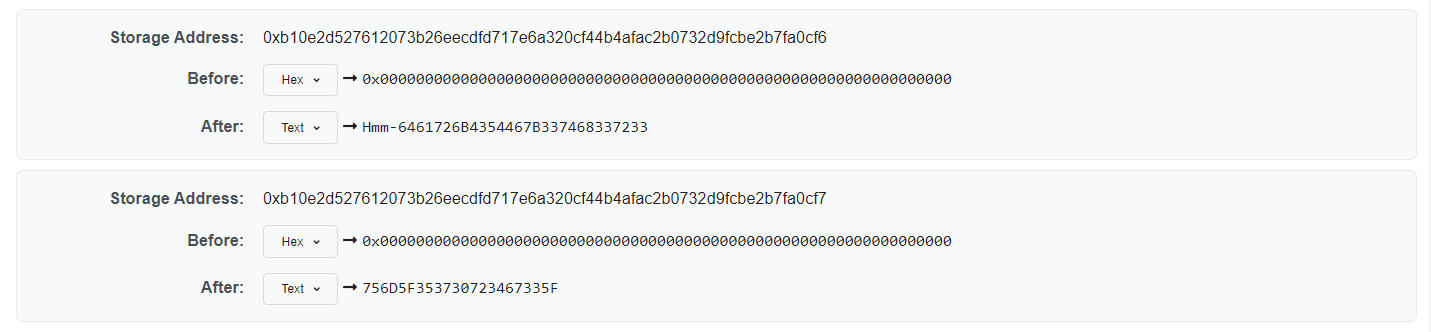 Storage Address: 0xb10e2d527612073b26eecdfd717e6a320cf44b4afac2b0732d9fcbe2b7fa0cf6
Before: Hex → 0x0000000000000000000000000000000000000000000000000000000000000000
After: Text → Hmm-6461726B4354467B337468337233
Storage Address: 0xb10e2d527612073b26eecdfd717e6a320cf44b4afac2b0732d9fcbe2b7fa0cf7
Before: Hex → 0x0000000000000000000000000000000000000000000000000000000000000000
After: Text → 756D5F353730723467335F